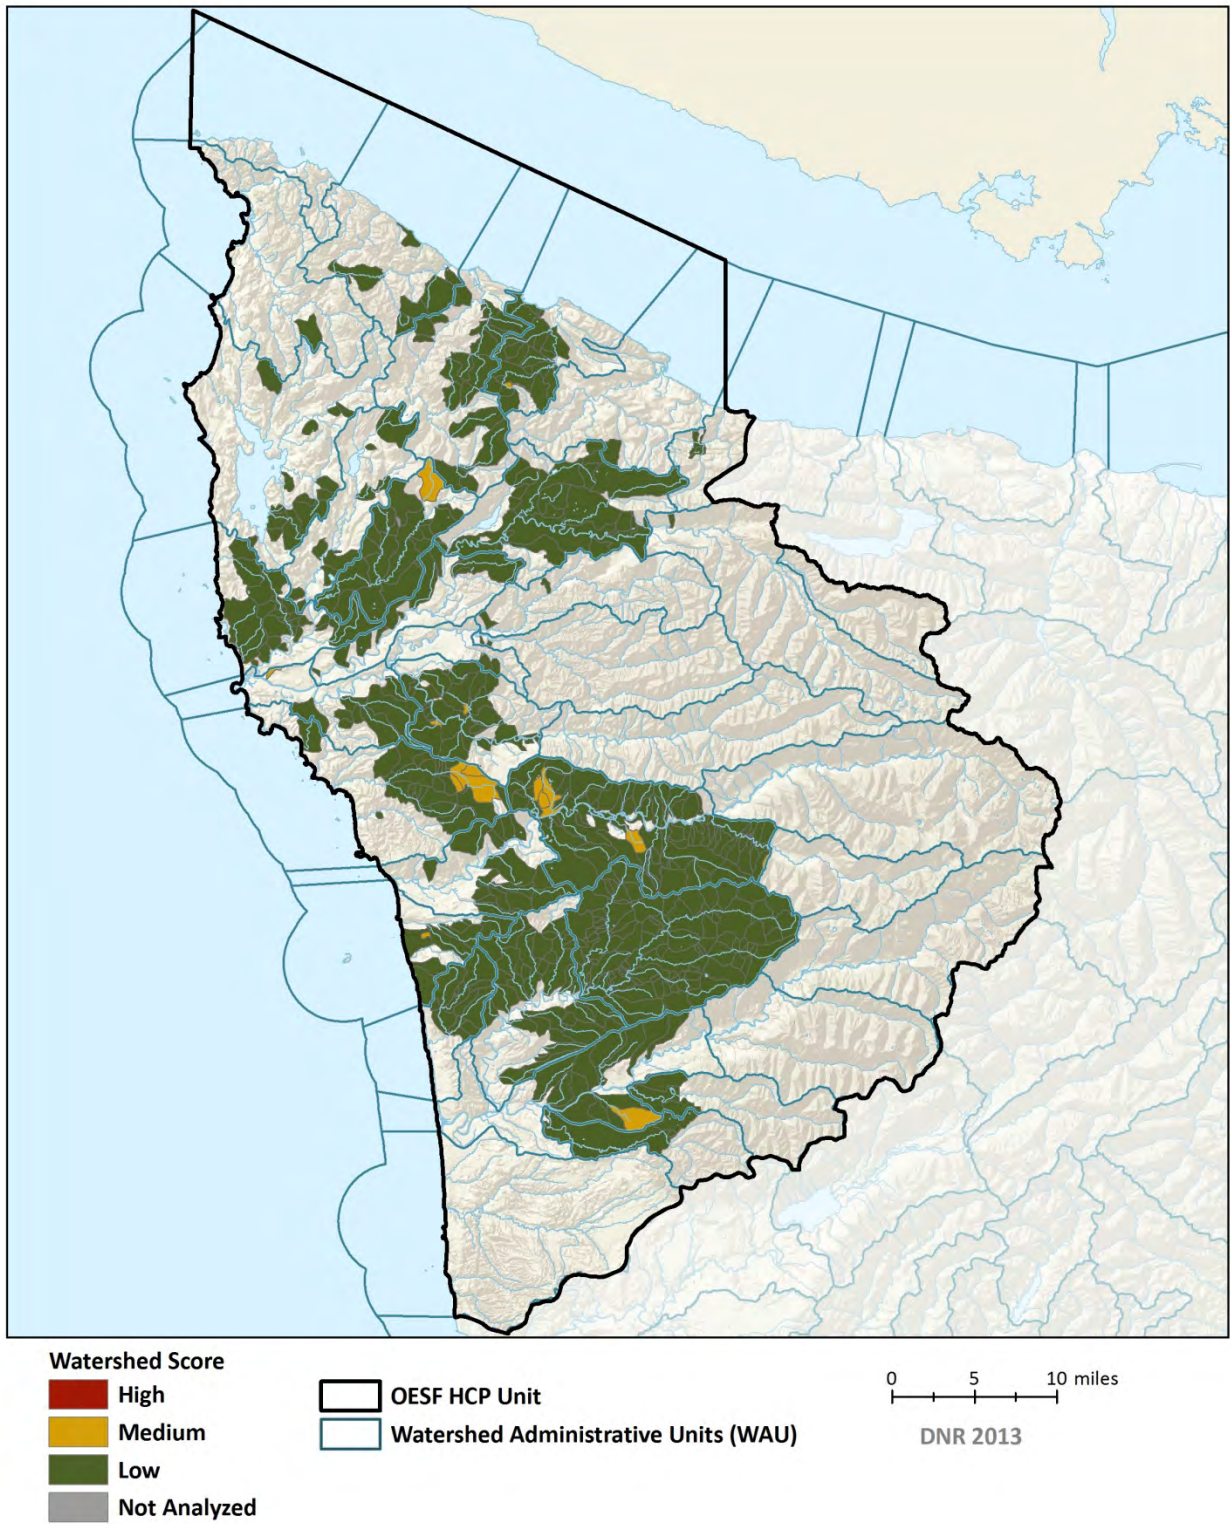 Watershed Score
High
Medium
Low
Not Analyzed
OESF HCP Unit
Watershed Administrative Units (WAU)
0 5 10 miles
DNR 2013